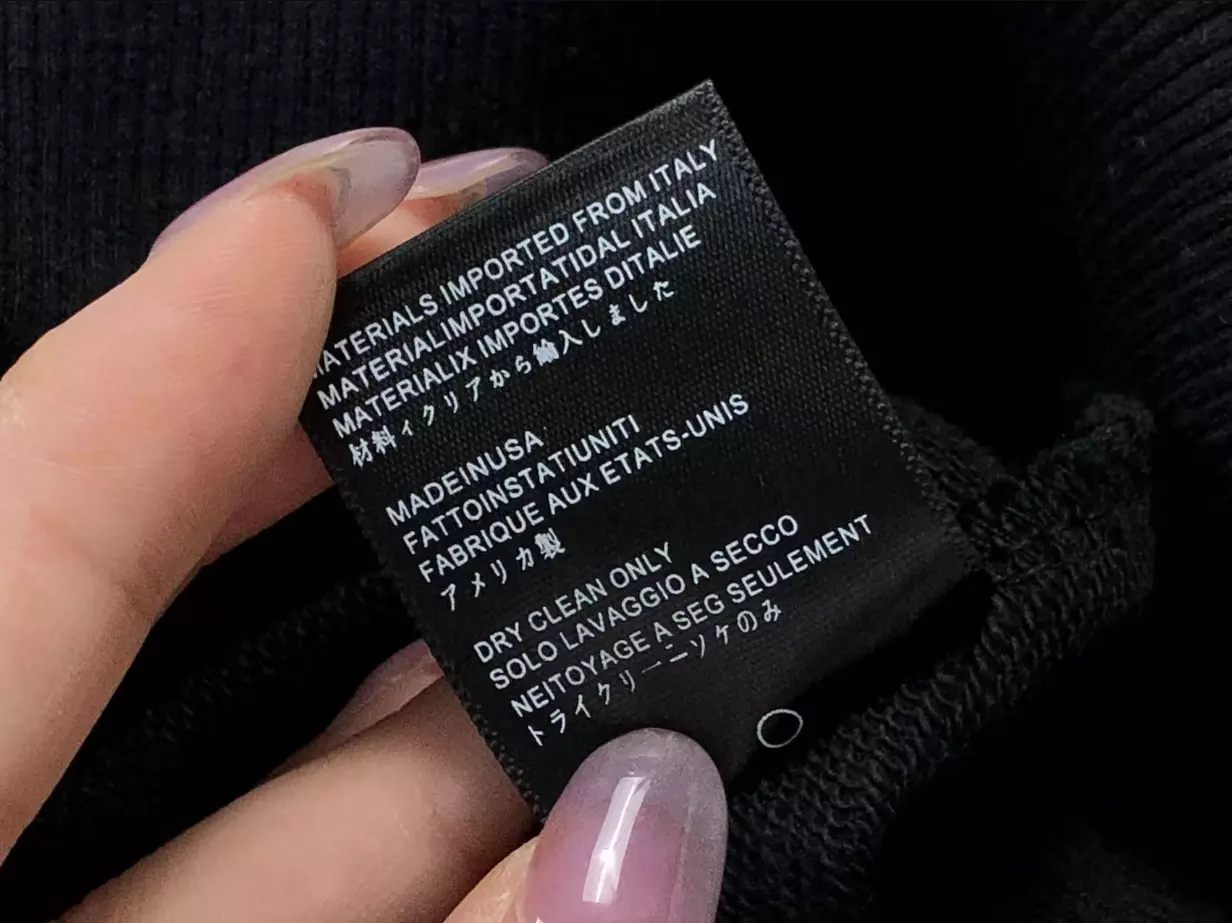 MATERIALS IMPORTED FROM ITALY
MATERIALIMPORTATIDAL ITALIA
MATERIALIX IMPORTES DITALIE
材料ィクリアから輸入しました
MADEINUSA
FATTOINSTATIUNITI
FABRIQUE AUX ETATS-UNIS
アメリカ製
DRY CLEAN ONLY
SOLO LAVAGGIO A SECCO
NEITOYAGE A SEG SEULEMENT
トライクリーニソケのみ